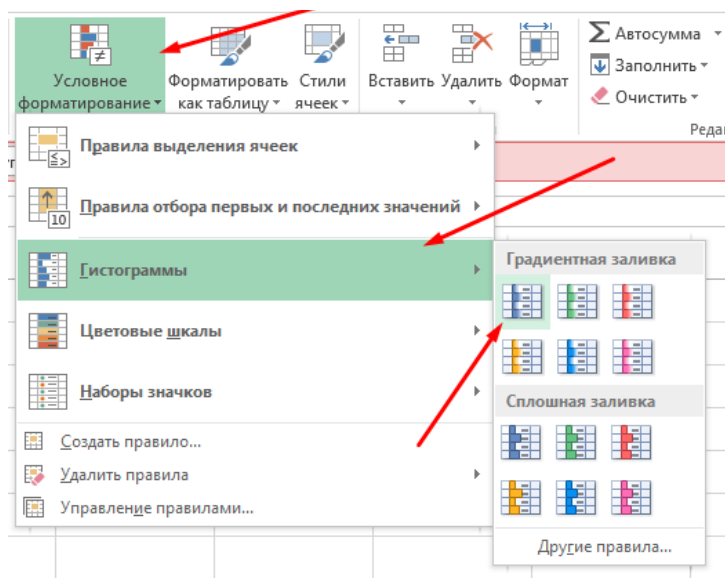 Условное форматирование
Форматировать как таблицу
Стили ячеек
Вставить
Удалить
Формат
Автосумма
Заполнить
Очистить
Правила выделения ячеек
Правила отбора первых и последних значений
10
Гистограммы
Цветовые шкалы
Наборы значков
Создать правило...
Удалить правила
Управление правилами...
Градиентная заливка
Сплошная заливка
Другие правила...